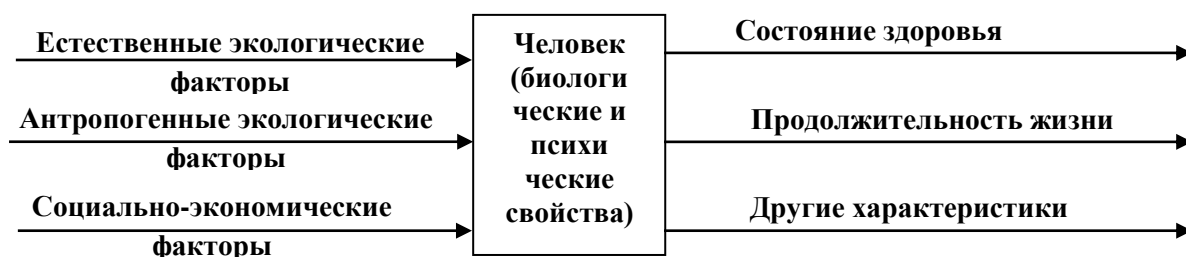 Естественные экологические
факторы
Антропогенные экологические
факторы
Социально-экономические
факторы
Человек
(биологи
ческие и
психи
ческие
свойства)
Состояние здоровья
Продолжительность жизни
Другие характеристики